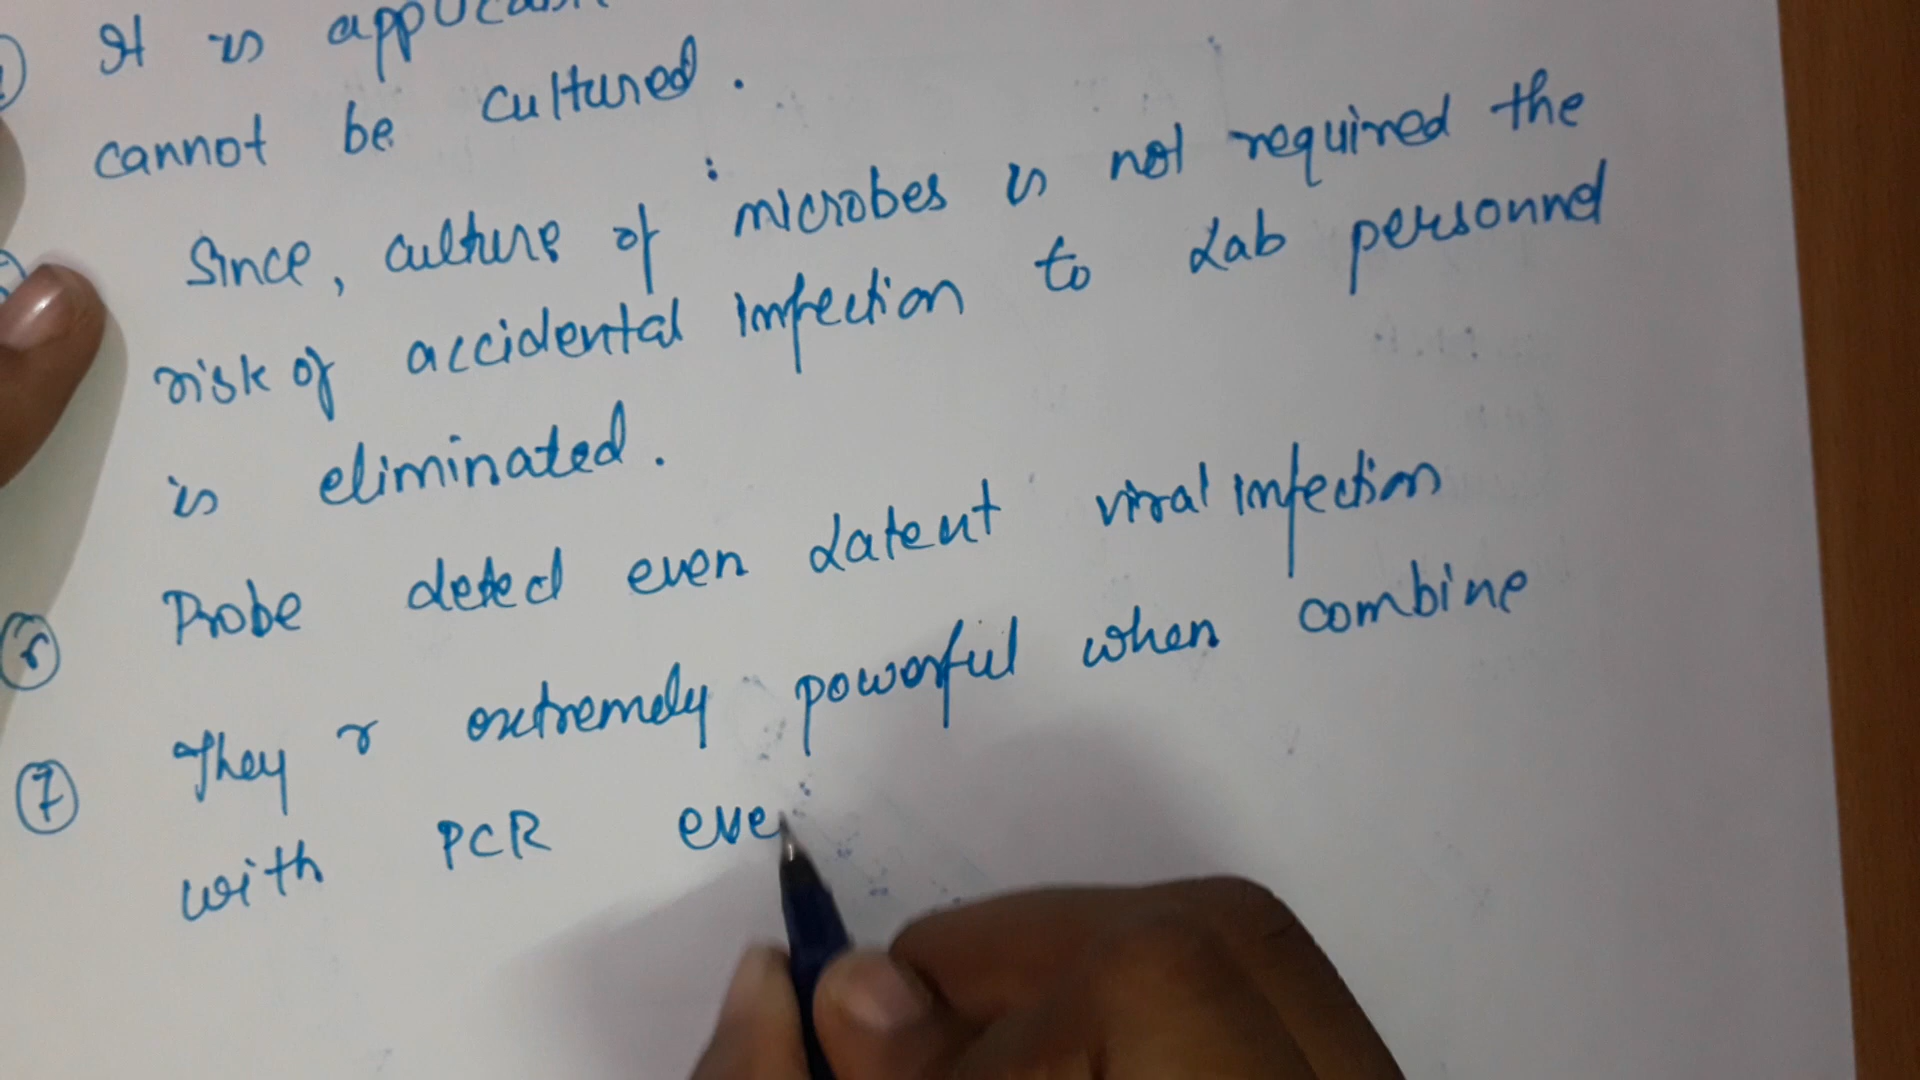 It is
cannot be cultured.
Since, culture of microbes is not required the
risk of accidental infection to Lab personnel
is eliminated.
Probe detect even Latent viral infection
⑦ They r extremely powerful when combine
with PCR eve